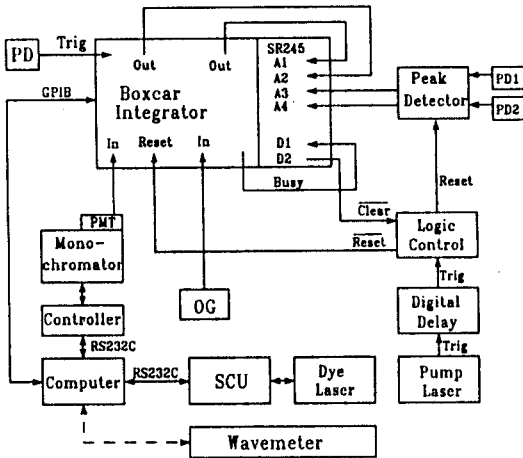 PD
Trig
Out
Out
SR245
A1
A2
A3
A4
D1
D2
Boxcar
Integrator
In
Reset
In
Busy
GPIB
Peak
Detector
PD1
PD2
Reset
Clear
Reset
Logic
Control
Trig
Digital
Delay
Trig
Pump
Laser
PMT
Mono-
chromator
Controller
RS232C
Computer
RS232C
SCU
Dye
Laser
OG
Wavemeter